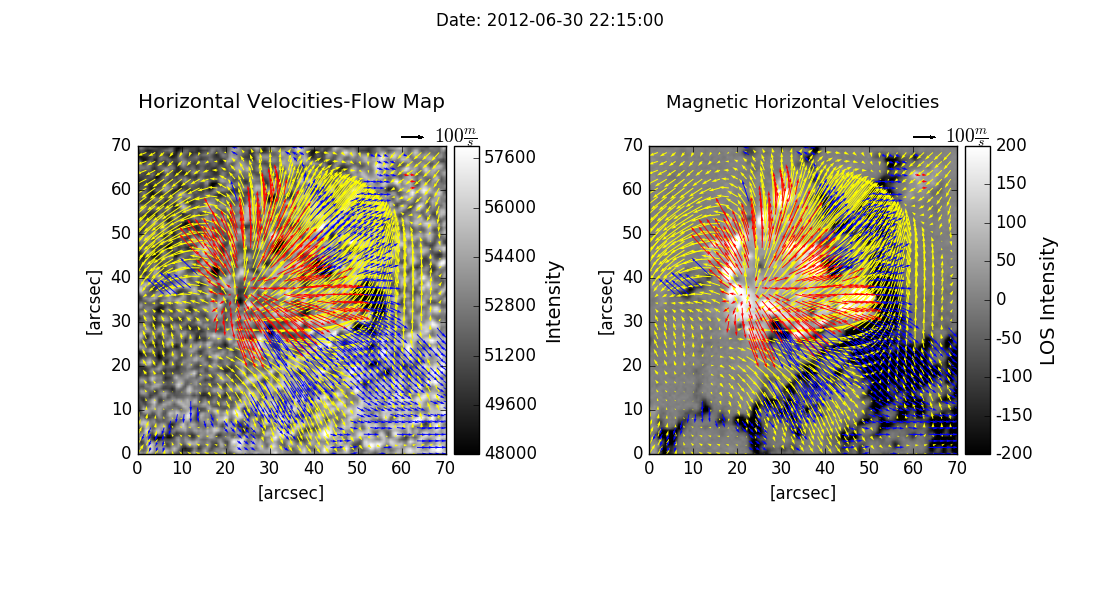 Date: 2012-06-30 22:15:00
Horizontal Velocities-Flow Map
100 m/s
70
60
50
40
30
20
10
0
[arcsec]
0 10 20 30 40 50 60 70
[arcsec]
57600
56000
54400
52800
51200
49600
48000
Intensity
Magnetic Horizontal Velocities
100 m/s
70
60
50
40
30
20
10
0
[arcsec]
0 10 20 30 40 50 60 70
[arcsec]
200
150
100
50
0
-50
-100
-150
-200
LOS Intensity